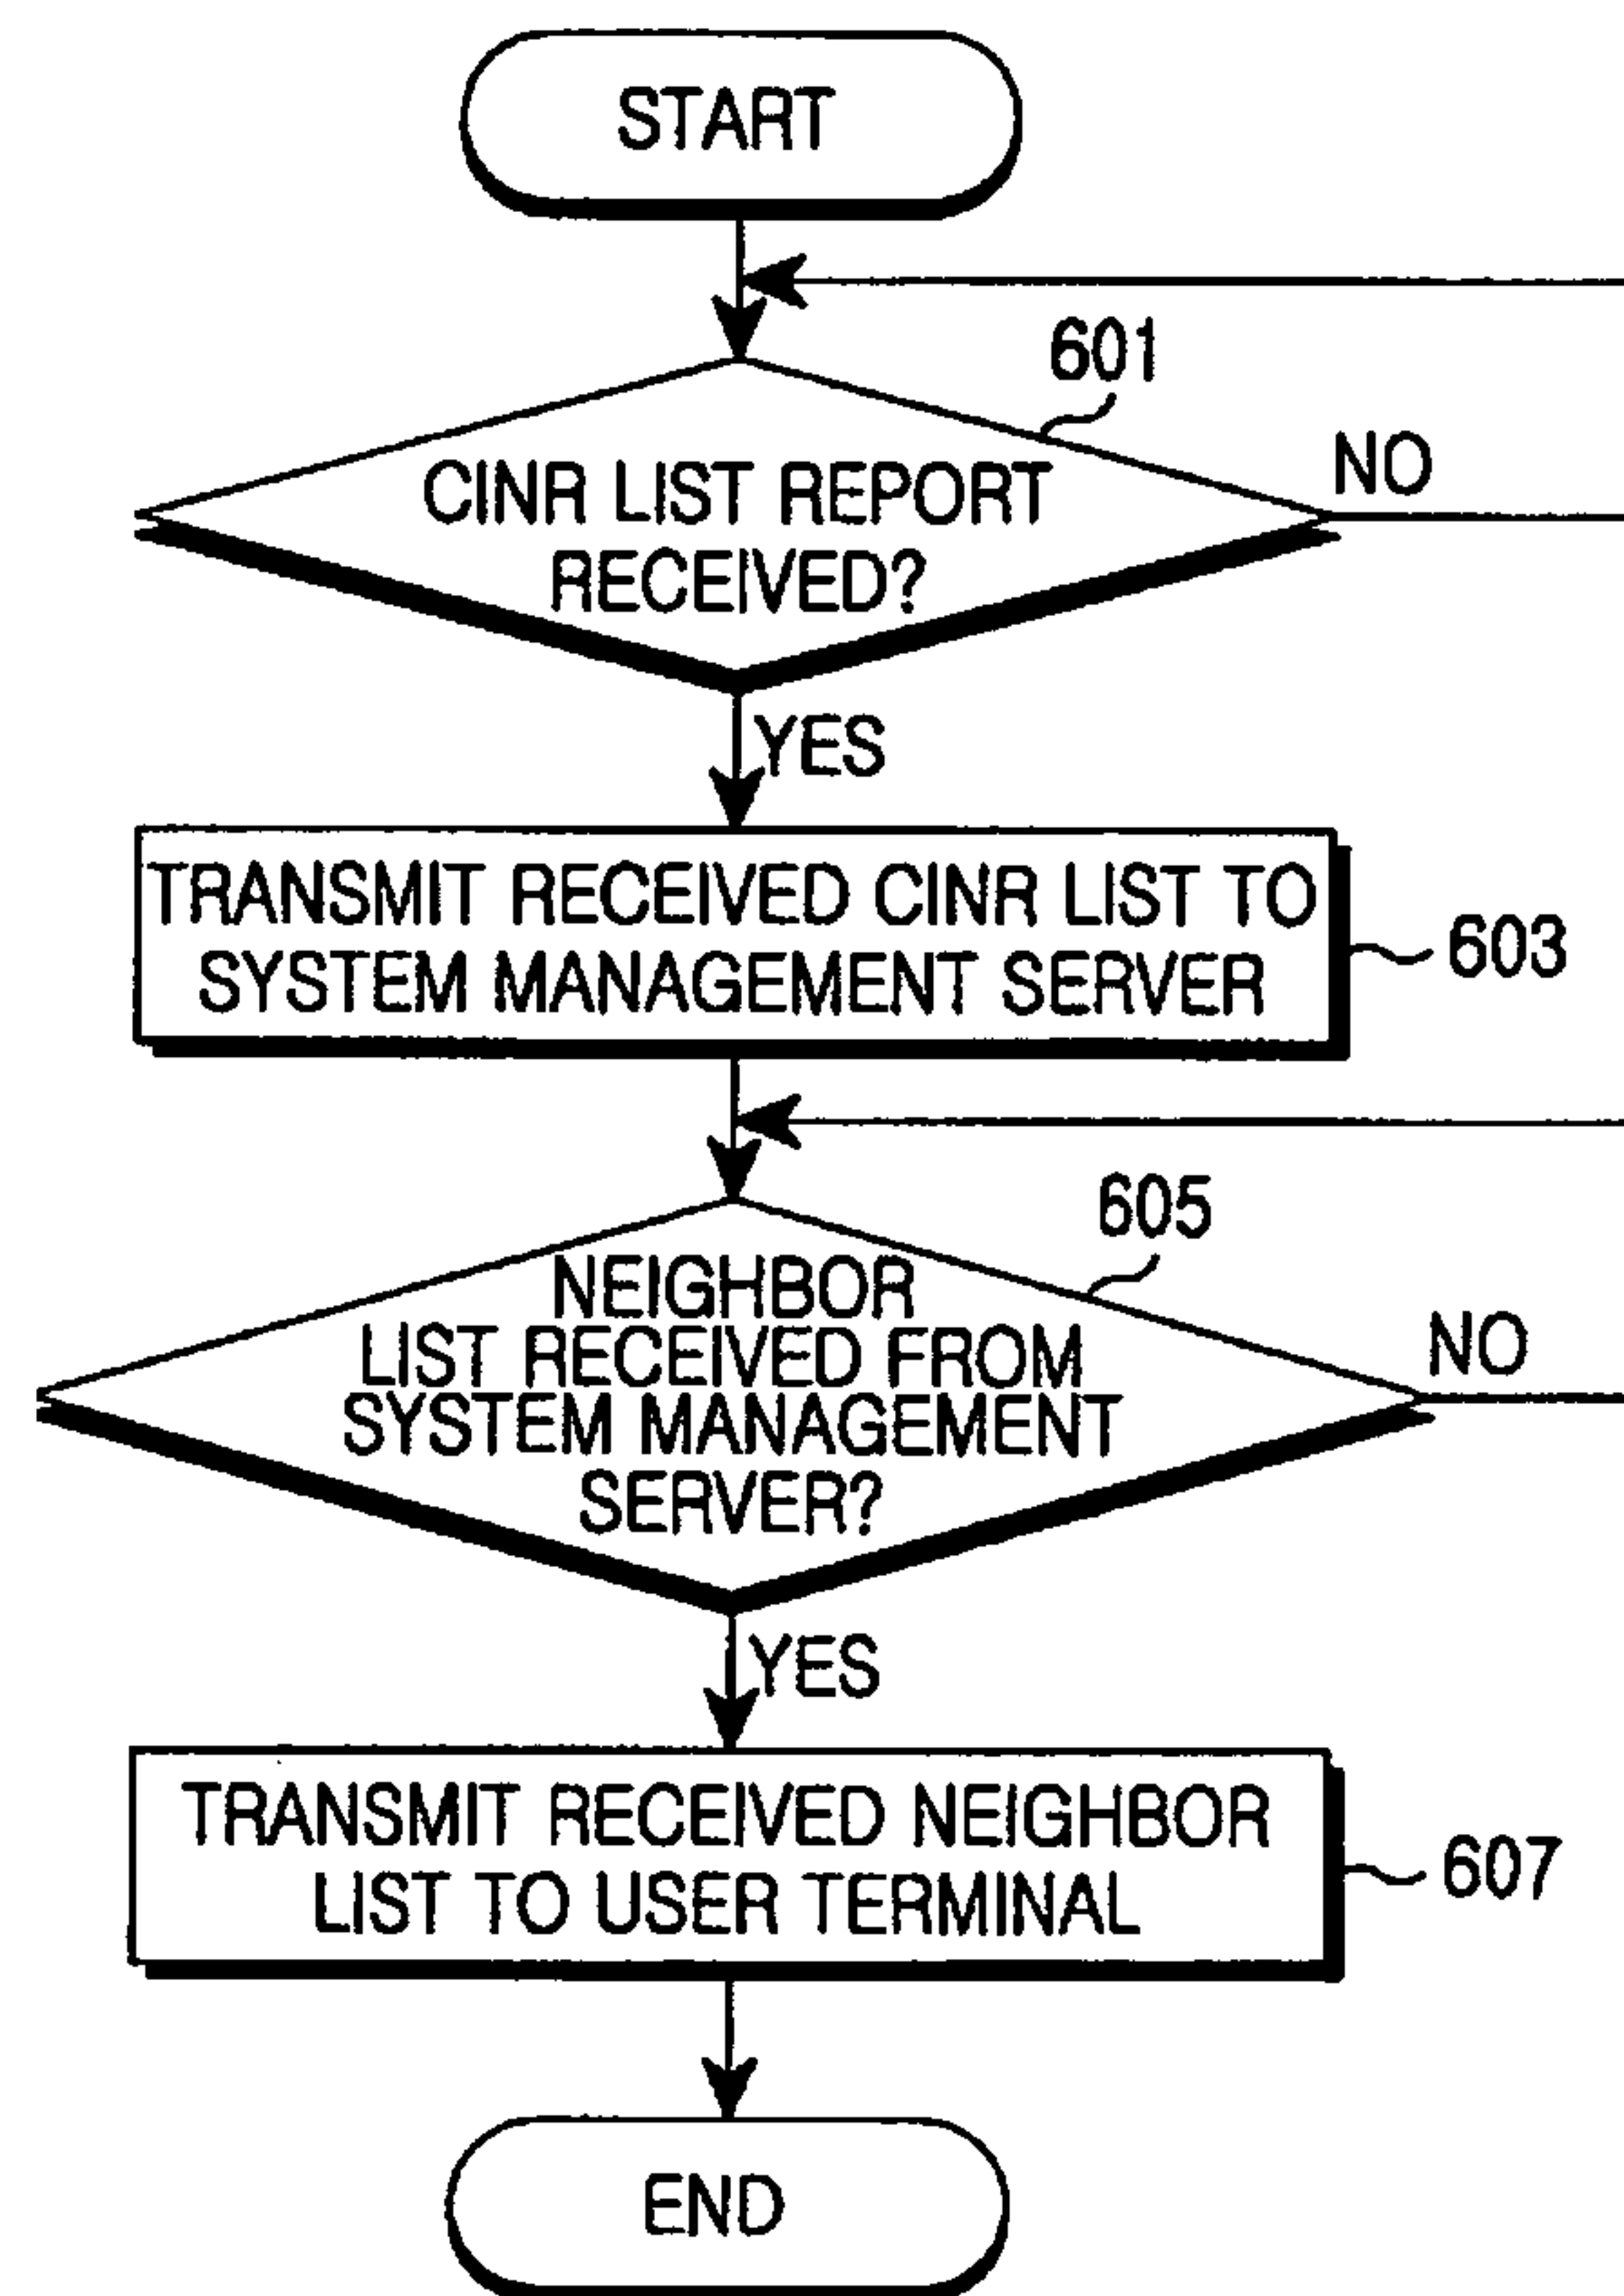 START
601
CINR LIST REPORT
RECEIVED?
NO
YES
TRANSMIT RECEIVED CINR LIST TO
SYSTEM MANAGEMENT SERVER
603
605
NEIGHBOR
LIST RECEIVED FROM
SYSTEM MANAGEMENT
SERVER?
NO
YES
TRANSMIT RECEIVED NEIGHBOR
LIST TO USER TERMINAL
607
END